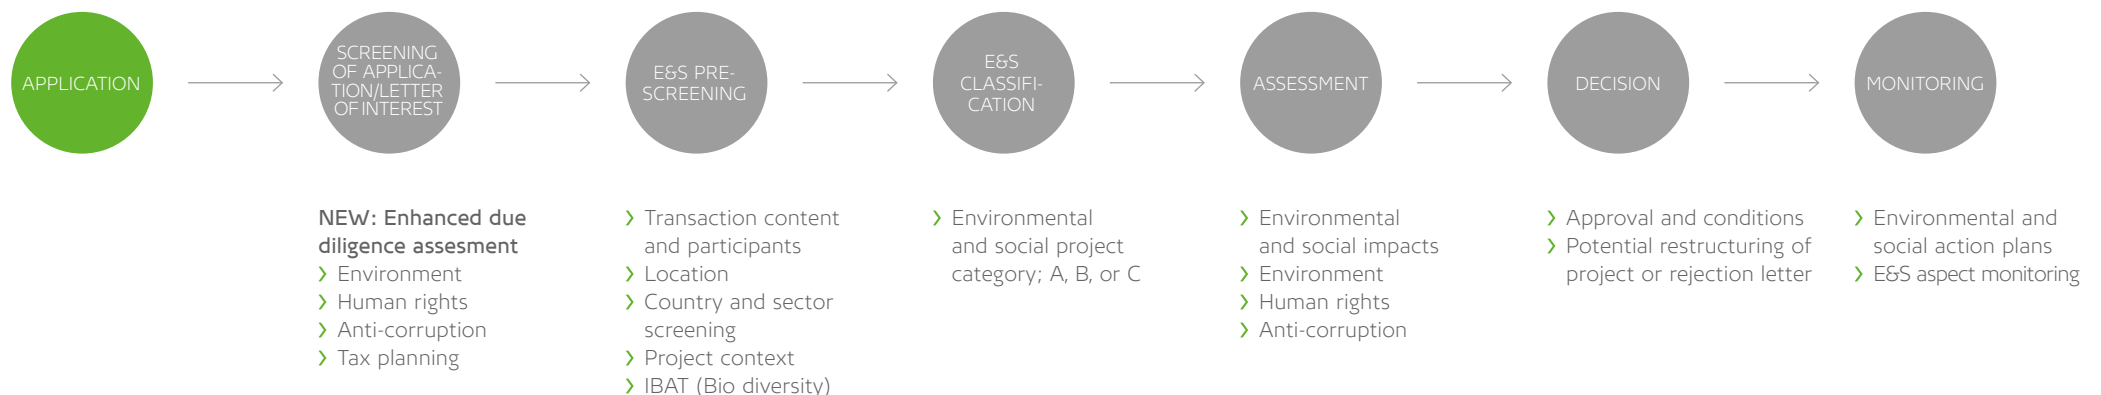 APPLICATION
SCREENING
OF APPLICA-
TION/LETTER
OF INTEREST
E&S PRE-
SCREENING
E&S
CLASSIFI-
CATION
ASSESSMENT
DECISION
MONITORING
NEW: Enhanced due
diligence assesment
› Environment
› Human rights
› Anti-corruption
› Tax planning
› Transaction content
and participants
› Location
› Country and sector
screening
› Project context
› IBAT (Bio diversity)
› Environmental
and social project
category; A, B, or C
› Environmental
and social impacts
› Environment
› Human rights
› Anti-corruption
› Approval and conditions
› Potential restructuring of
project or rejection letter
› Environmental and
social action plans
› E&S aspect monitoring